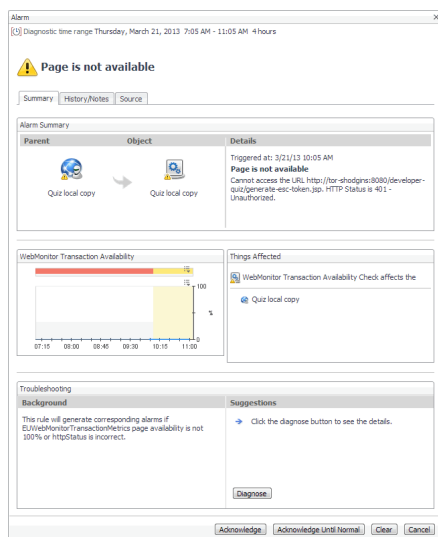 Alarm
Diagnostic time range Thursday, March 21, 2013 7:05 AM - 11:05 AM 4 hours
Page is not available
Summary History/Notes Source
Alarm Summary
Parent Object Details
Quiz local copy
Quiz local copy
Triggered at: 3/21/13 10:05 AM
Page is not available
Cannot access the URL http://tor-shodgins:8080/developer-
quiz/generate-esc-token.jsp. HTTP Status is 401 -
Unauthorized.
WebMonitor Transaction Availability
100
%
0
07:15 08:00 08:45 09:30 10:15 11:00
Things Affected
WebMonitor Transaction Availability Check affects the
Quiz local copy
Troubleshooting
Background
This rule will generate corresponding alarms if
EUWebMonitorTransactionMetrics page availability is not
100% or httpStatus is incorrect.
Suggestions
Click the diagnose button to see the details.
Diagnose
Acknowledge Acknowledge Until Normal Clear Cancel